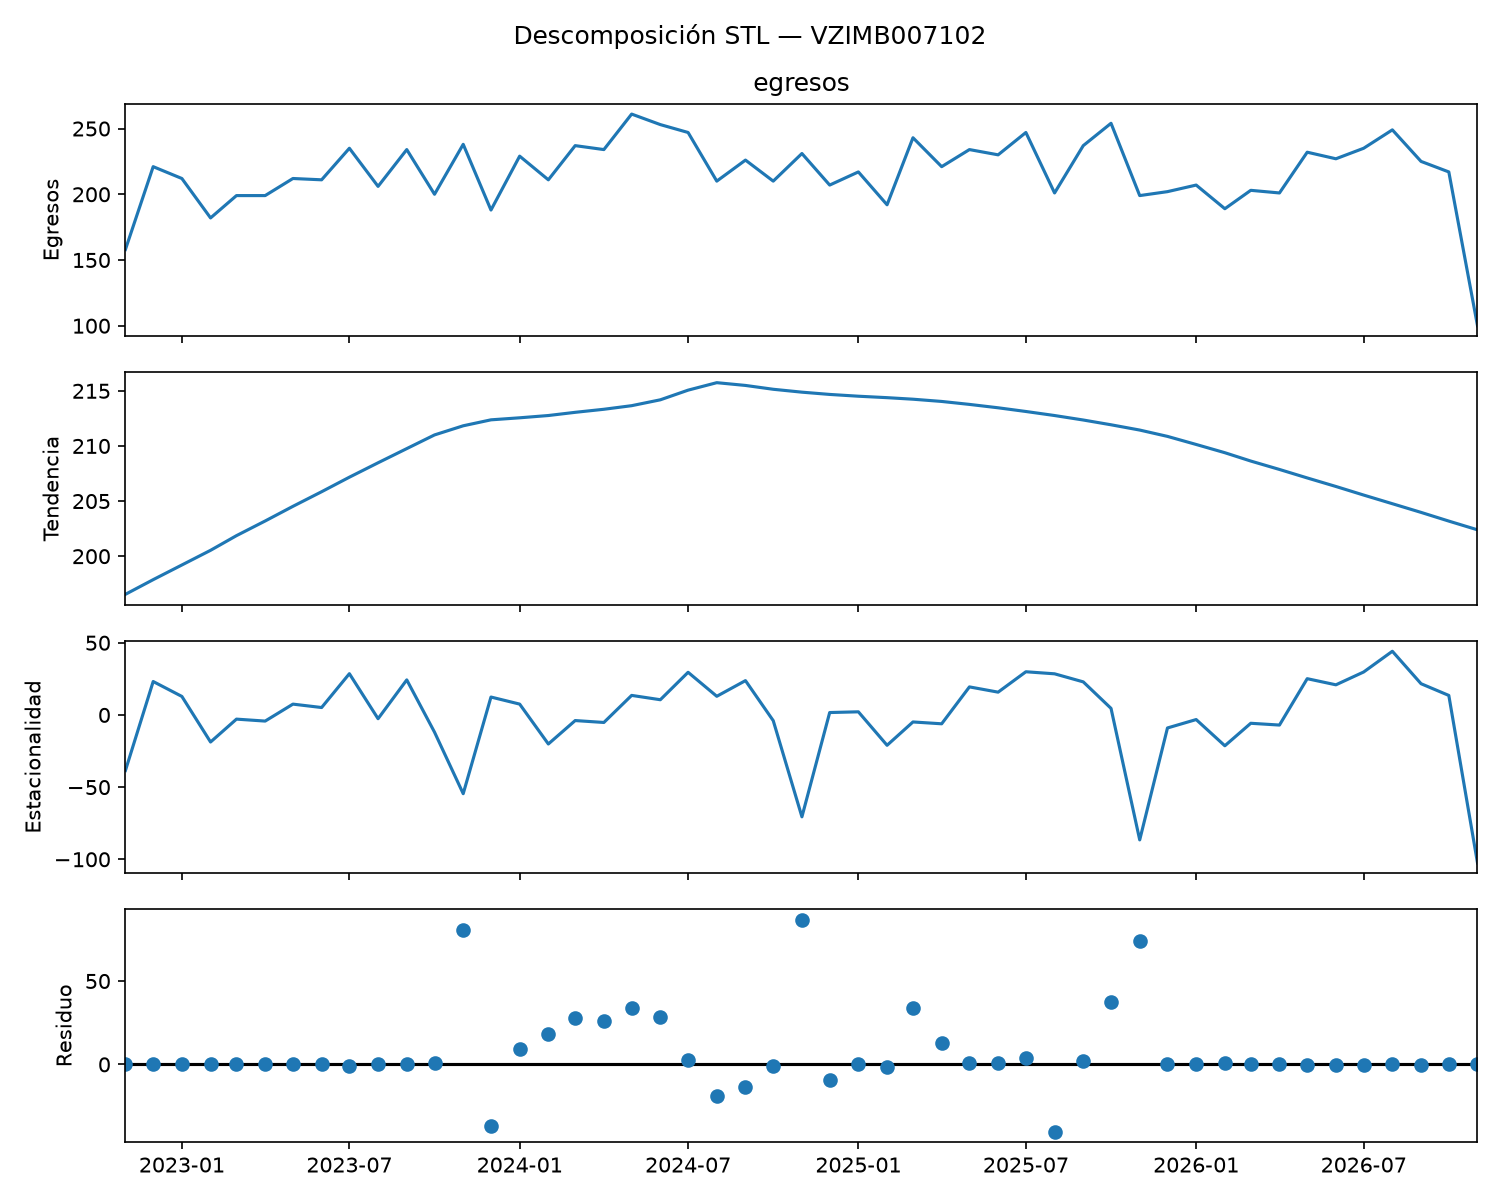 Descomposición STL — VZIMB007102
egresos
Egresos
250
200
150
100
Tendencia
215
210
205
200
Estacionalidad
50
0
−50
−100
Residuo
50
0
2023-01 2023-07 2024-01 2024-07 2025-01 2025-07 2026-01 2026-07